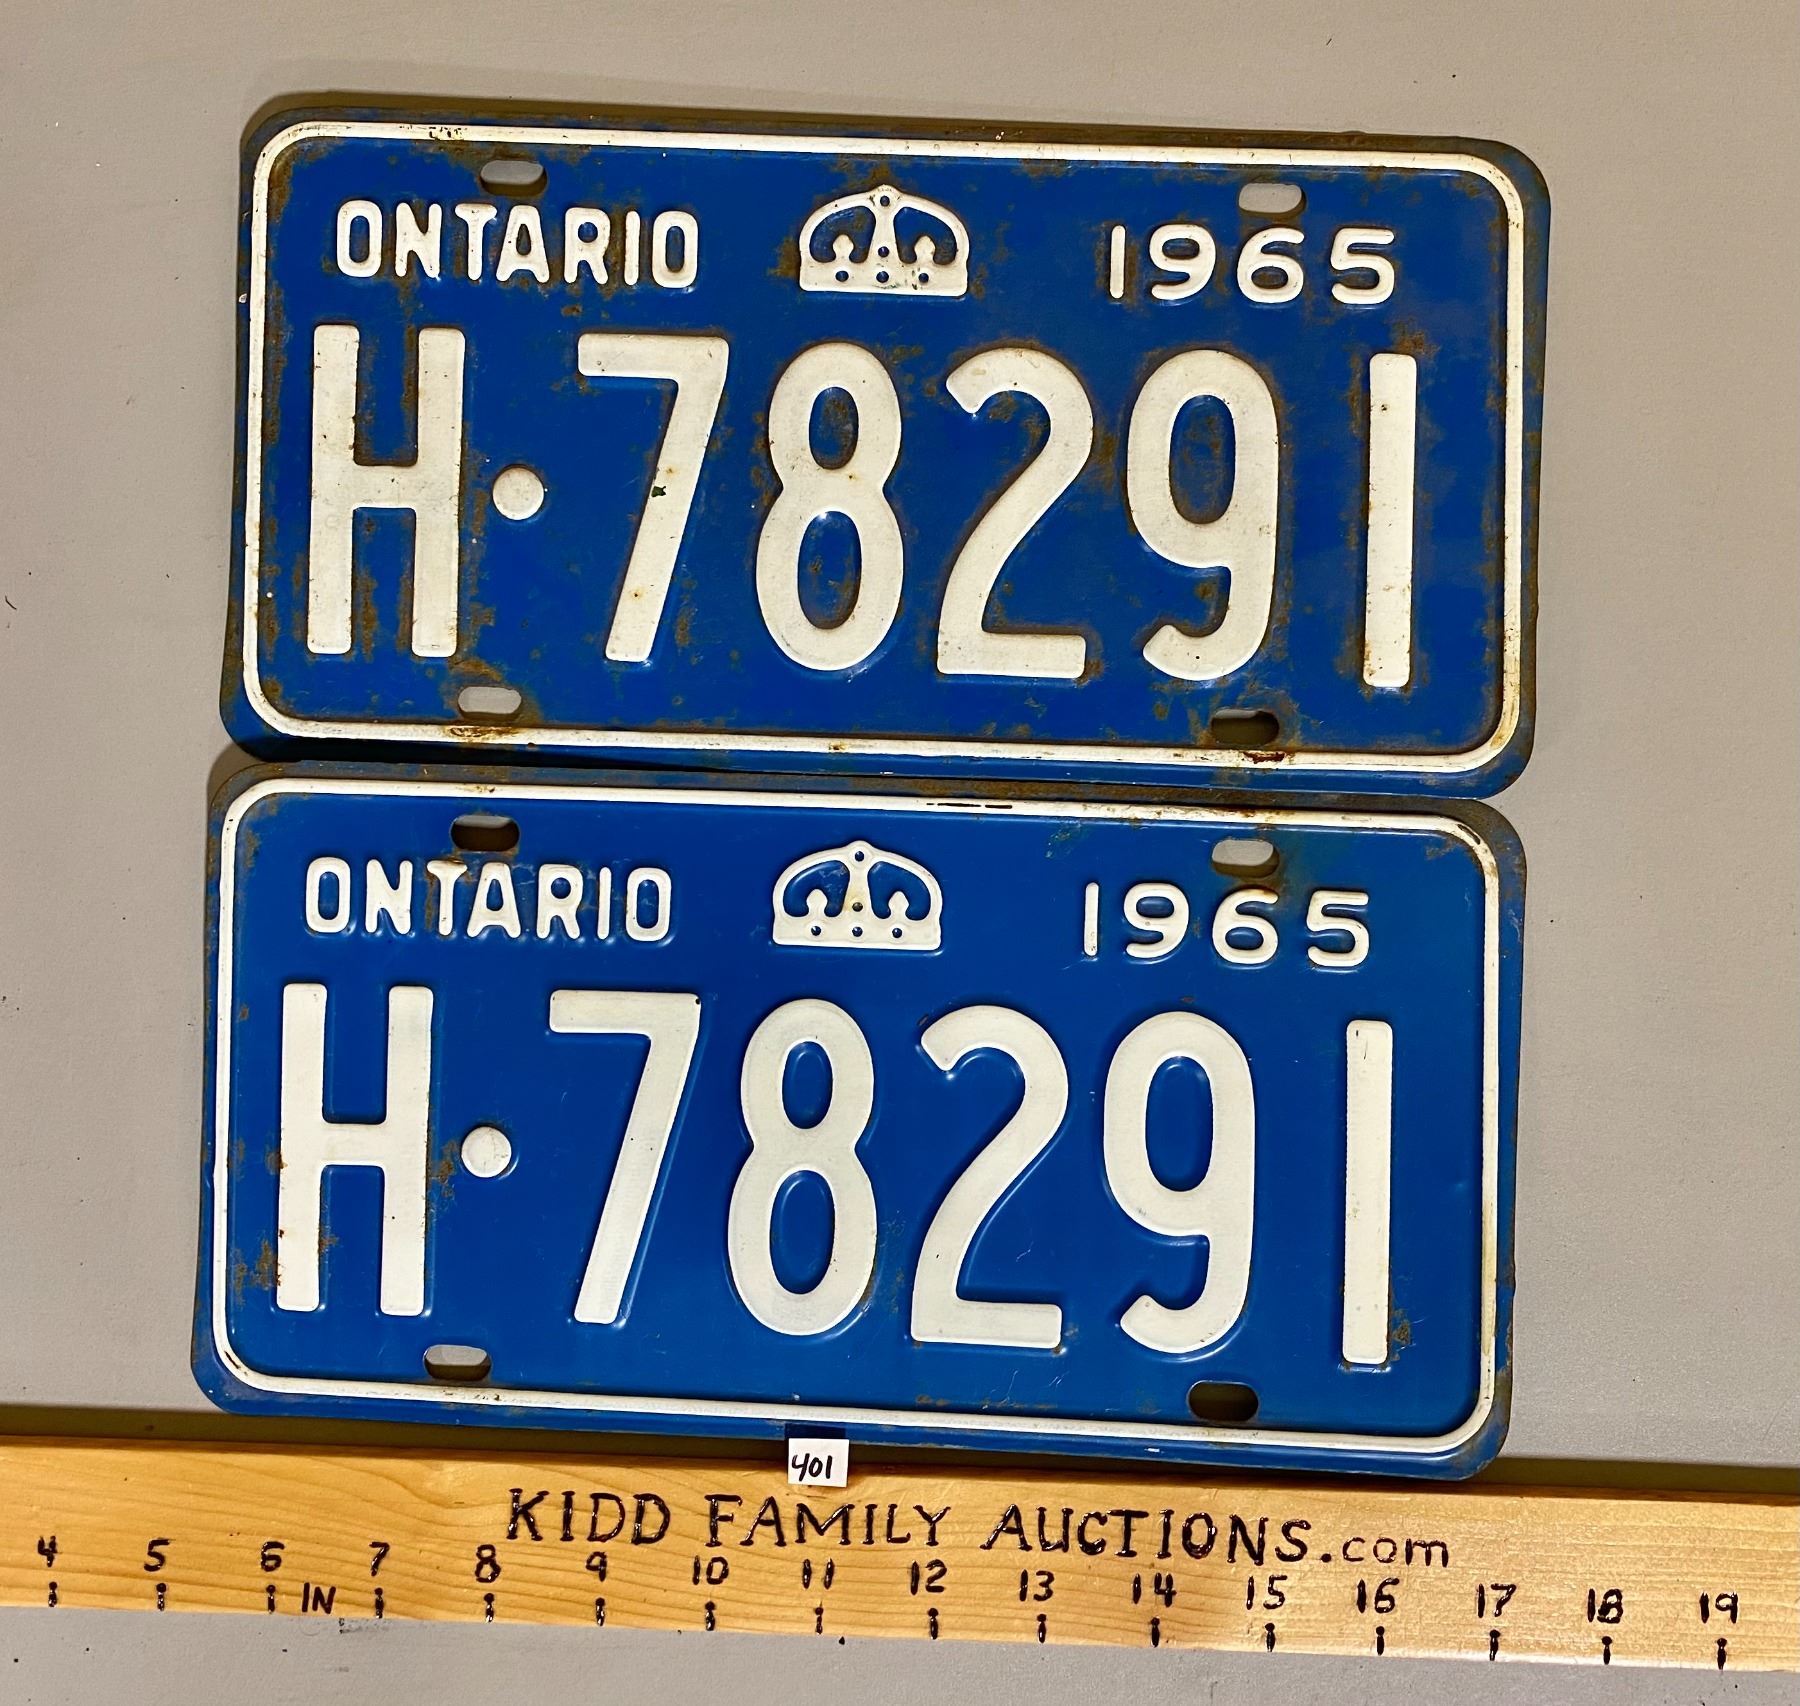 ONTARIO 1965
H•78291
ONTARIO 1965
H•78291
401
KIDD FAMILY AUCTIONS.com
4 5 6 IN 7 8 9 10 11 12 13 14 15 16 17 18 19